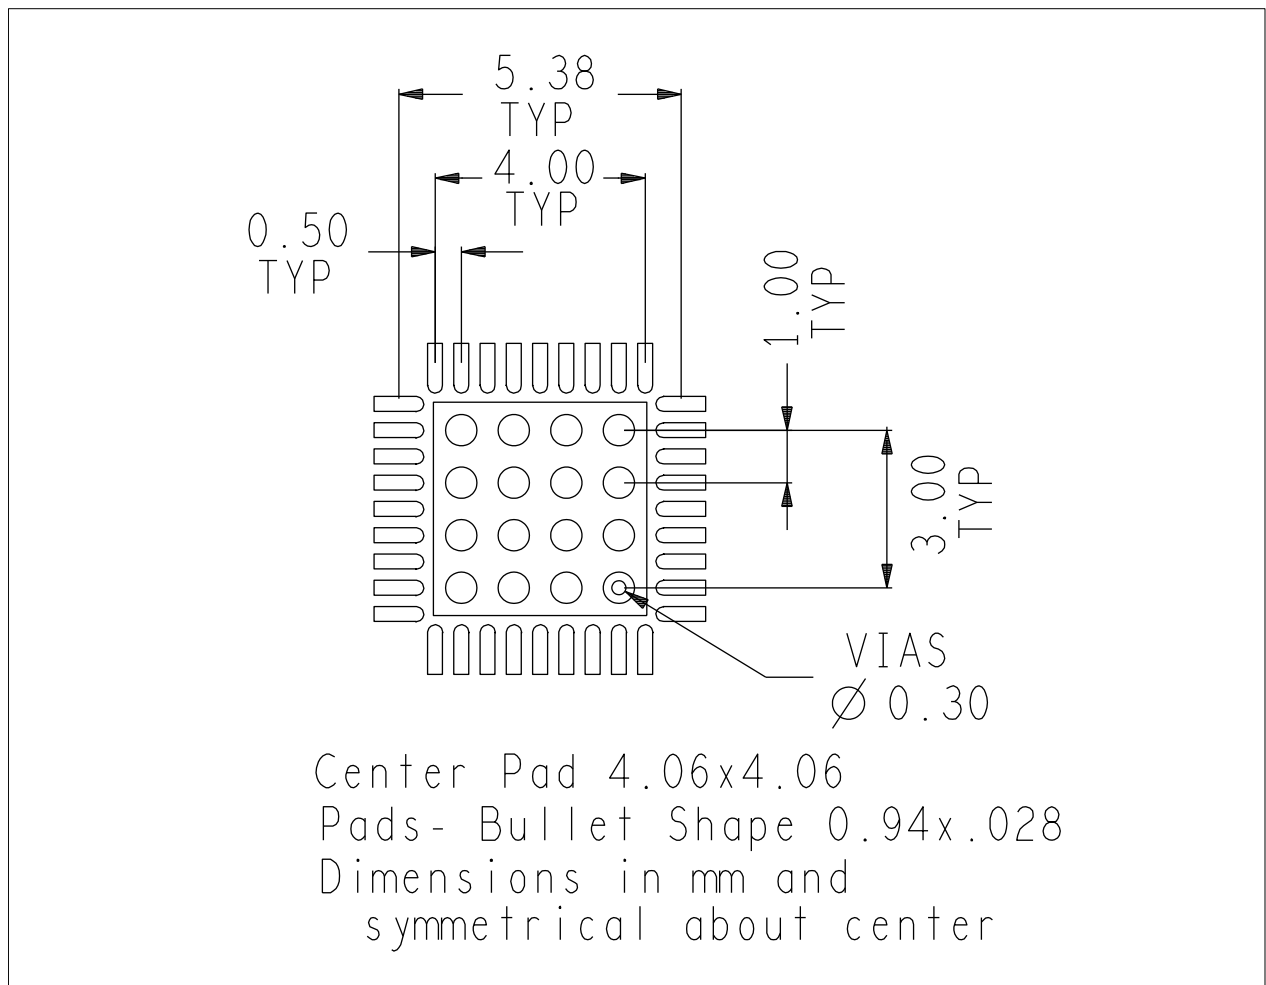 5.38
TYP
4.00
TYP
0.50
TYP
1.00
TYP
3.00
TYP
VIAS
Ø 0.30
Center Pad 4.06x4.06
Pads- Bullet Shape 0.94x.028
Dimensions in mm and
symmetrical about center